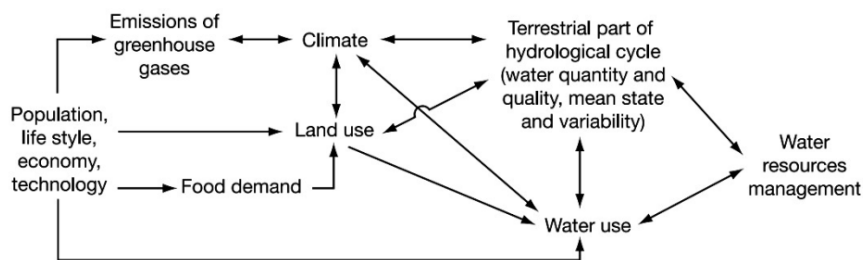 Emissions of
greenhouse
gases
Climate
Terrestrial part of
hydrological cycle
(water quantity and
quality, mean state
and variability)
Population,
life style,
economy,
technology
Land use
Food demand
Water
resources
management
Water use